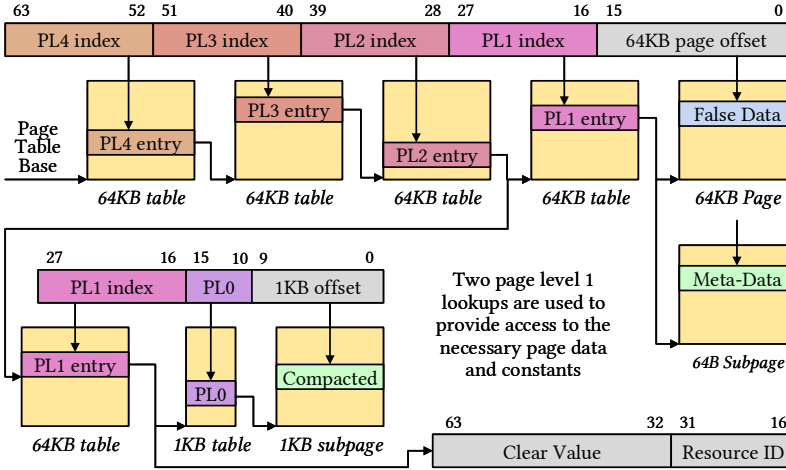 63 52 51 40 39 28 27 16 15 0
PL4 index PL3 index PL2 index PL1 index 64KB page offset
Page
Table
Base
PL4 entry
PL3 entry
PL2 entry
PL1 entry
False Data
64KB table 64KB table 64KB table 64KB table 64KB Page
27 16 15 10 9 0
PL1 index PL0 1KB offset
Two page level 1
lookups are used to
provide access to the
necessary page data
and constants
Meta-Data
64B Subpage
PL1 entry
PL0
Compacted
64KB table 1KB table 1KB subpage
63 32 31 16
Clear Value Resource ID